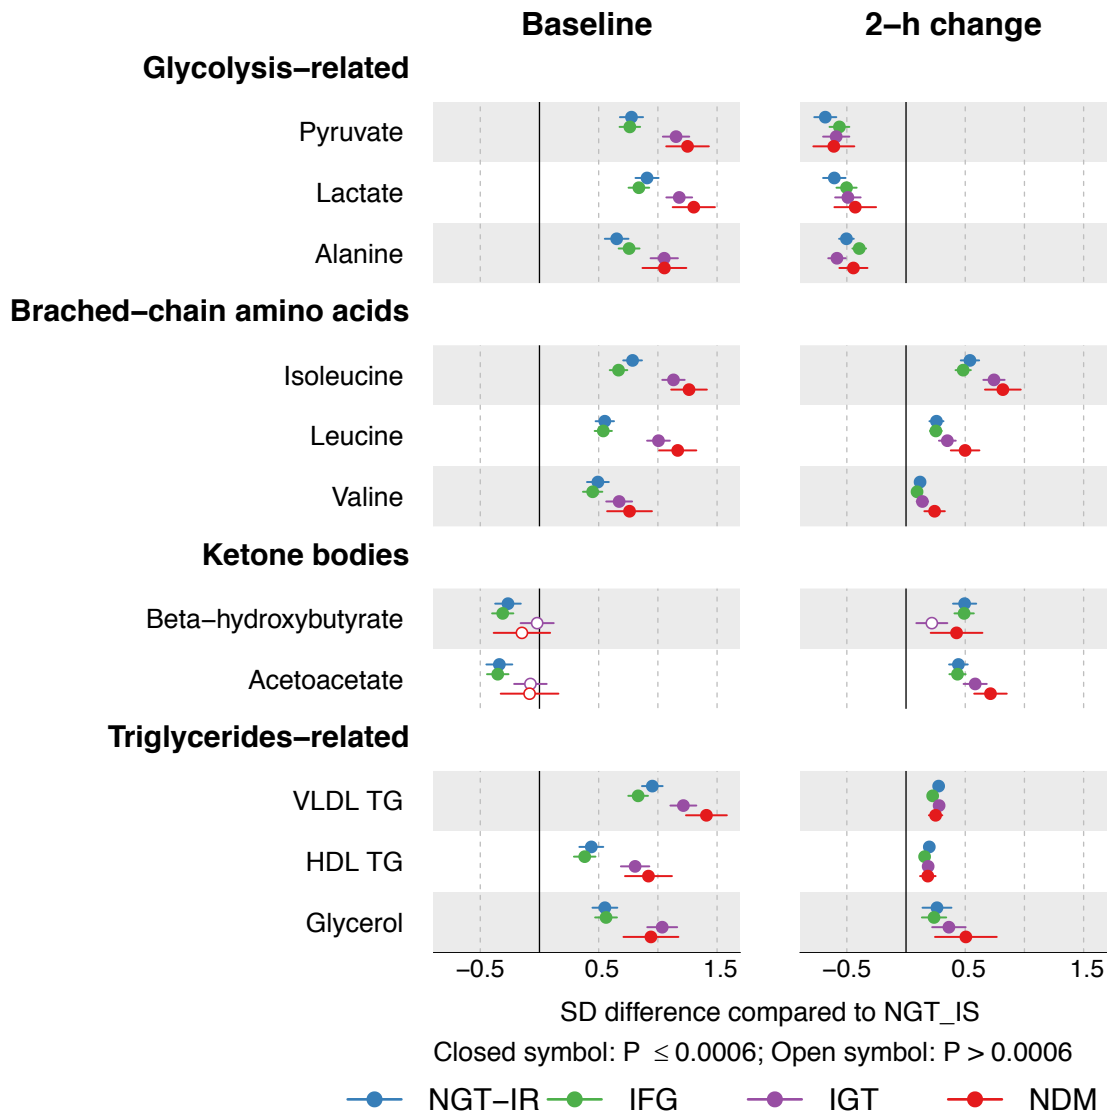 Baseline 2−h change
Glycolysis−related
Pyruvate
Lactate
Alanine
Brached−chain amino acids
Isoleucine
Leucine
Valine
Ketone bodies
Beta−hydroxybutyrate
Acetoacetate
Triglycerides−related
VLDL TG
HDL TG
Glycerol
−0.5 0.5 1.5 −0.5 0.5 1.5
SD difference compared to NGT_IS
Closed symbol: P ≤ 0.0006; Open symbol: P > 0.0006
NGT−IR IFG IGT NDM